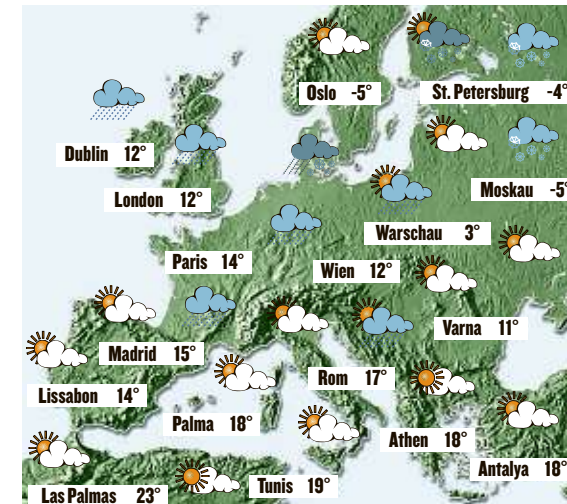 Oslo -5°
St. Petersburg -4°
Dublin 12°
London 12°
Moskau -5°
Warschau 3°
Paris 14°
Wien 12°
Varna 11°
Madrid 15°
Rom 17°
Lissabon 14°
Palma 18°
Athen 18°
Antalya 18°
Las Palmas 23°
Tunis 19°